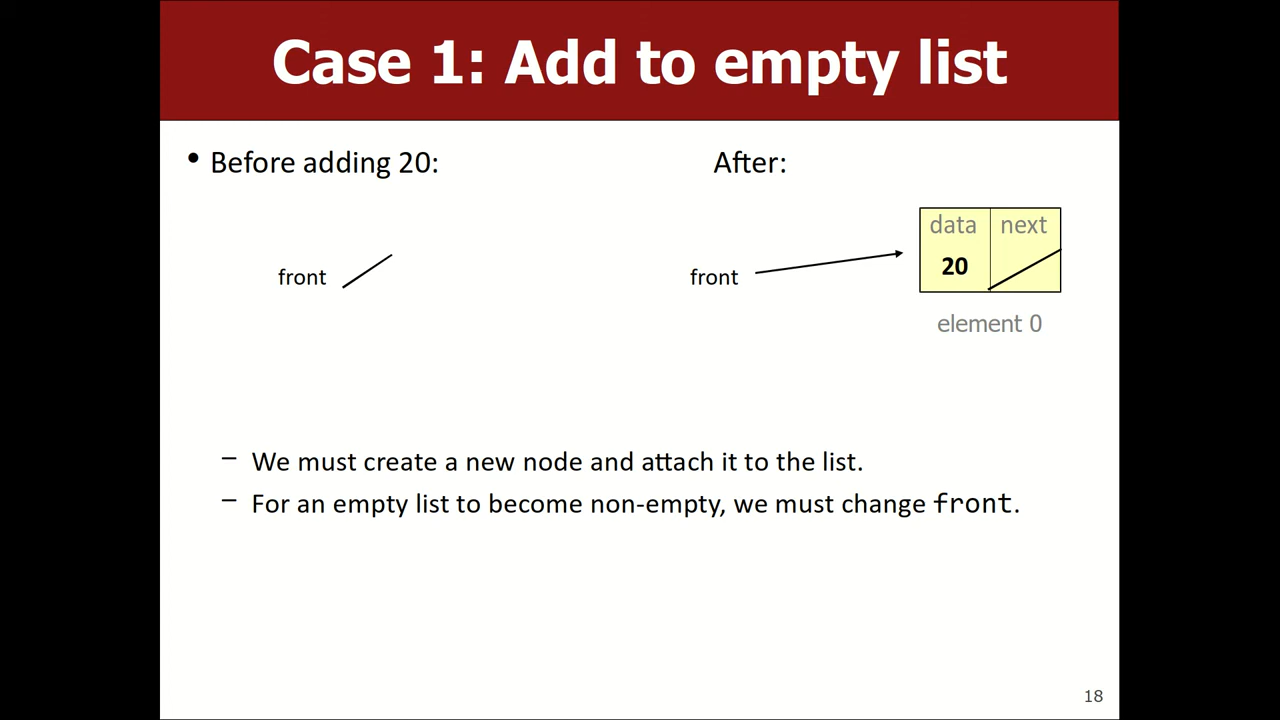 Case 1: Add to empty list
• Before adding 20: After:
front
front
data next
20
element 0
– We must create a new node and attach it to the list.
– For an empty list to become non-empty, we must change front.
18